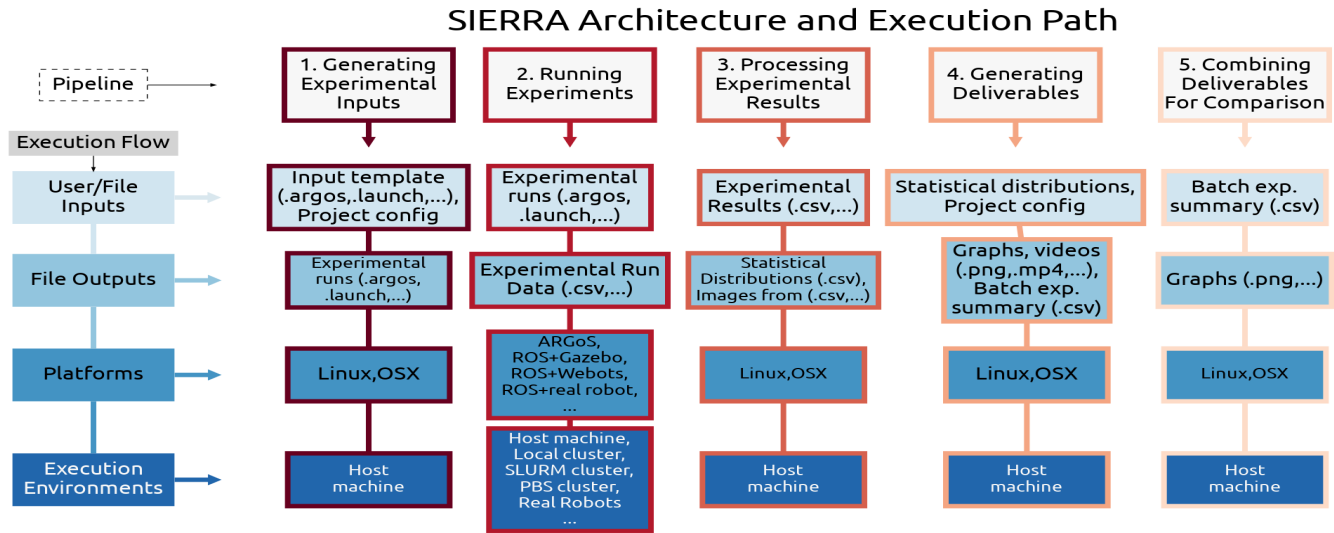 SIERRA Architecture and Execution Path
Pipeline
1. Generating
Experimental
Inputs
2. Running
Experiments
3. Processing
Experimental
Results
4. Generating
Deliverables
5. Combining
Deliverables
For Comparison
Execution Flow
User/File
Inputs
Input template
(.argos,.launch,...),
Project config
Experimental
runs (.argos,
.launch,...)
Experimental
Results (.csv,...)
Statistical distributions,
Project config
Batch exp.
summary (.csv)
File Outputs
Experimental
runs (.argos,
.launch,...)
Experimental Run
Data (.csv,...)
Statistical
Distributions (.csv),
Images from (.csv,...)
Graphs, videos
(.png,.mp4,...),
Batch exp.
summary (.csv)
Graphs (.png,...)
Platforms
Linux,OSX
ARGoS,
ROS+Gazebo,
ROS+Webots,
ROS+real robot,
...
Linux,OSX
Linux,OSX
Linux,OSX
Execution
Environments
Host
machine
Host machine,
Local cluster,
SLURM cluster,
PBS cluster,
Real Robots
...
Host
machine
Host
machine
Host
machine